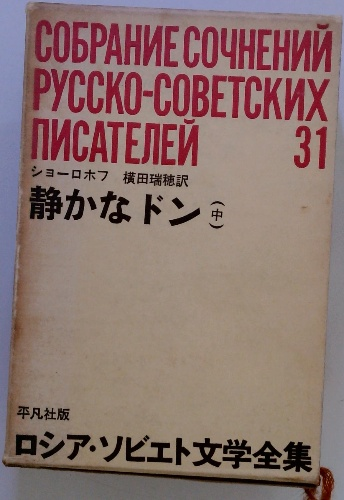 СОБРАНИЕ СОЧНЕНИЙ
РУССКО-СОВЕТСКИХ
ПИСАТЕЛЕЙ 31
ショーロホフ 横田瑞穂訳
静かなドン(中)
平凡社版
ロシア・ソビエト文学全集